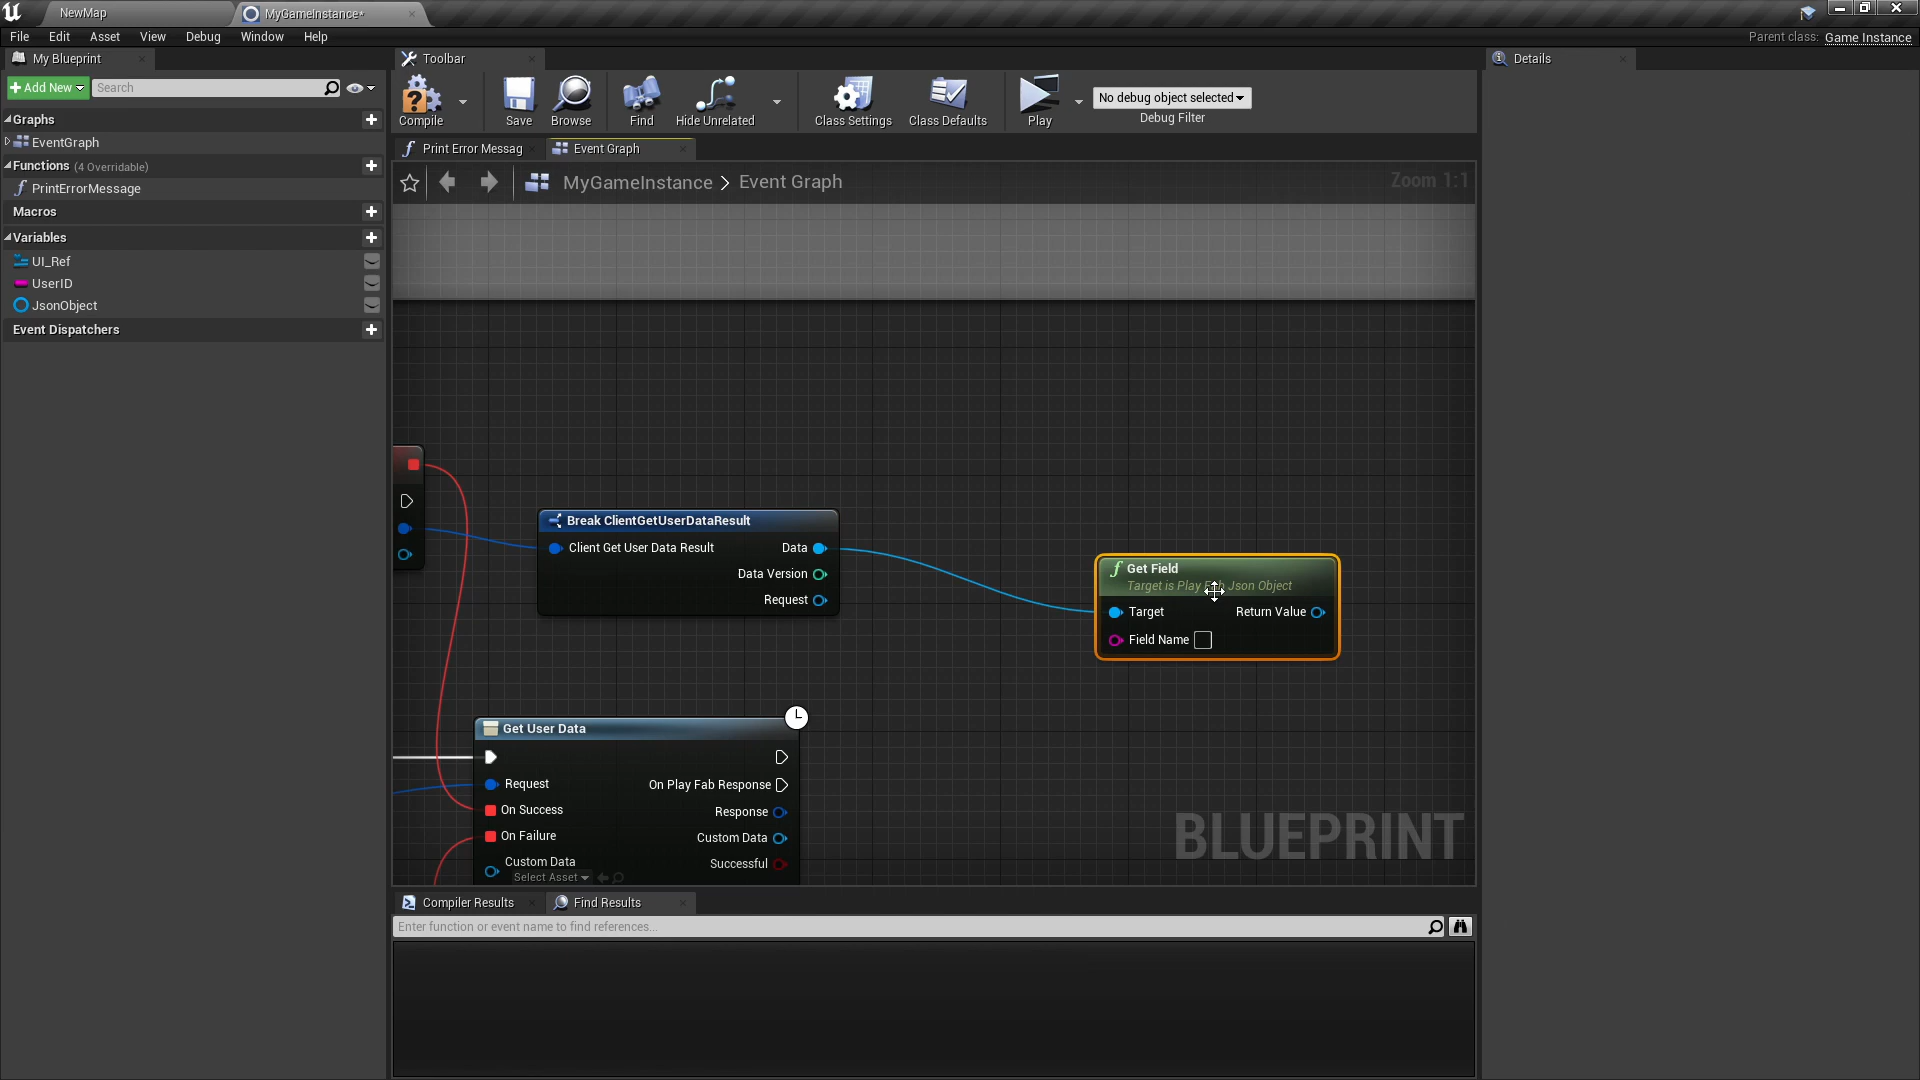 NewMap
MyGameInstance*
File Edit Asset View Debug Window Help
Parent class: Game Instance
My Blueprint
Toolbar
Details
Add New
Search
Compile
Save
Browse
Find
Hide Unrelated
Class Settings
Class Defaults
Play
No debug object selected
Debug Filter
Graphs
EventGraph
Functions (4 Overridable)
PrintErrorMessage
Macros
Variables
UI_Ref
UserID
JsonObject
Event Dispatchers
Print Error Messag
Event Graph
MyGameInstance > Event Graph
Zoom 1:1
Break ClientGetUserDataResult
Client Get User Data Result
Data
Data Version
Request
Get Field
Target is Play Fab Json Object
Target
Return Value
Field Name
Get User Data
Request
On Play Fab Response
On Success
Response
On Failure
Custom Data
Custom Data
Successful
Select Asset
BLUEPRINT
Compiler Results
Find Results
Enter function or event name to find references...